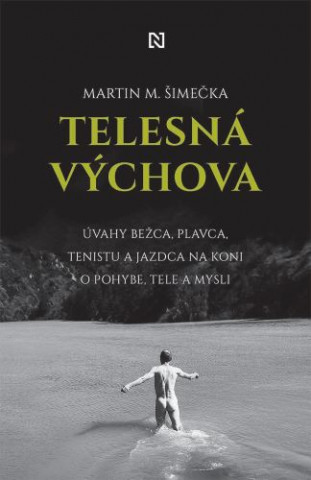 N
MARTIN M. ŠIMEČKA
TELESNÁ
VÝCHOVA
ÚVAHY BEŽCA, PLAVCA,
TENISTU A JAZDCA NA KONI
O POHYBE, TELE A MYSLI